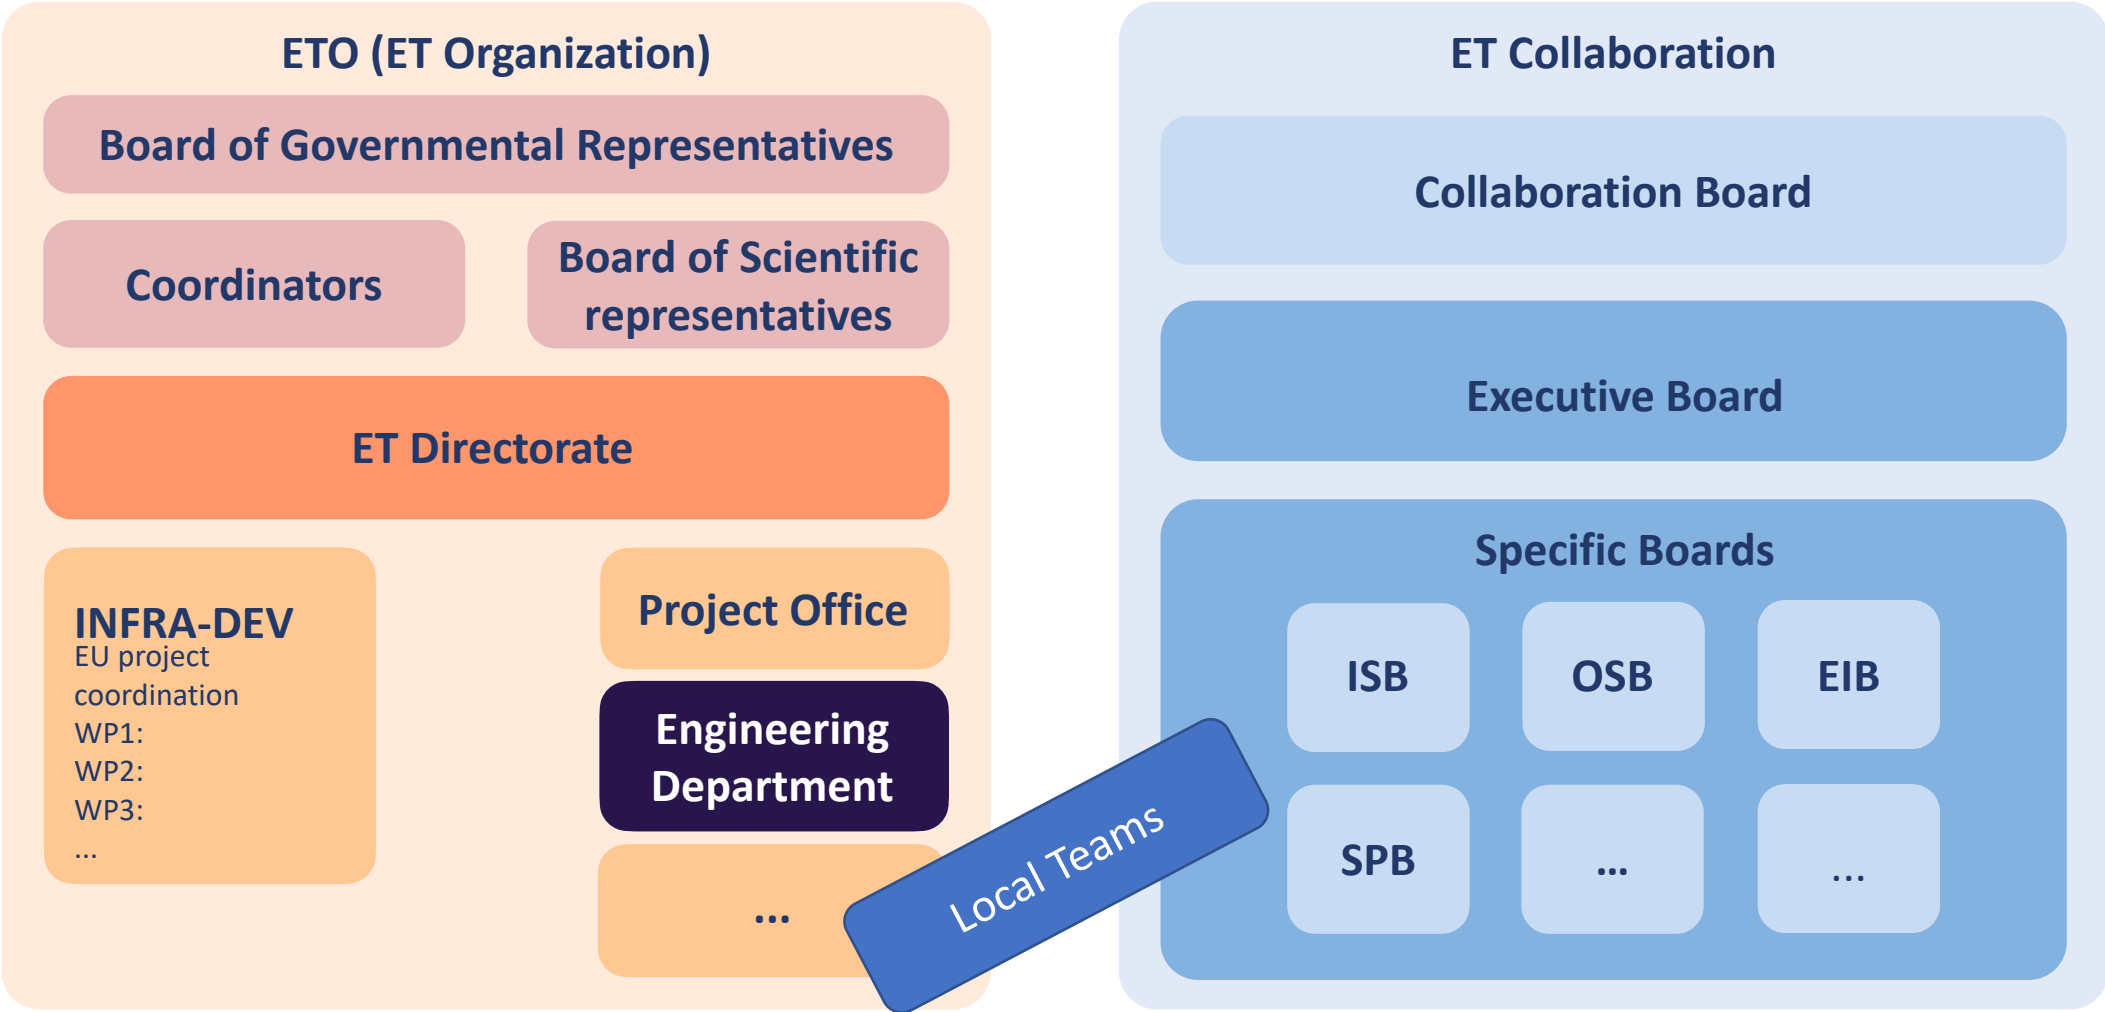 ETO (ET Organization)
Board of Governmental Representatives
Coordinators
Board of Scientific
representatives
ET Directorate
INFRA-DEV
EU project
coordination
WP1:
WP2:
WP3:
...
Project Office
Engineering
Department
...
Local Teams
ET Collaboration
Collaboration Board
Executive Board
Specific Boards
ISB
OSB
EIB
SPB
...
...